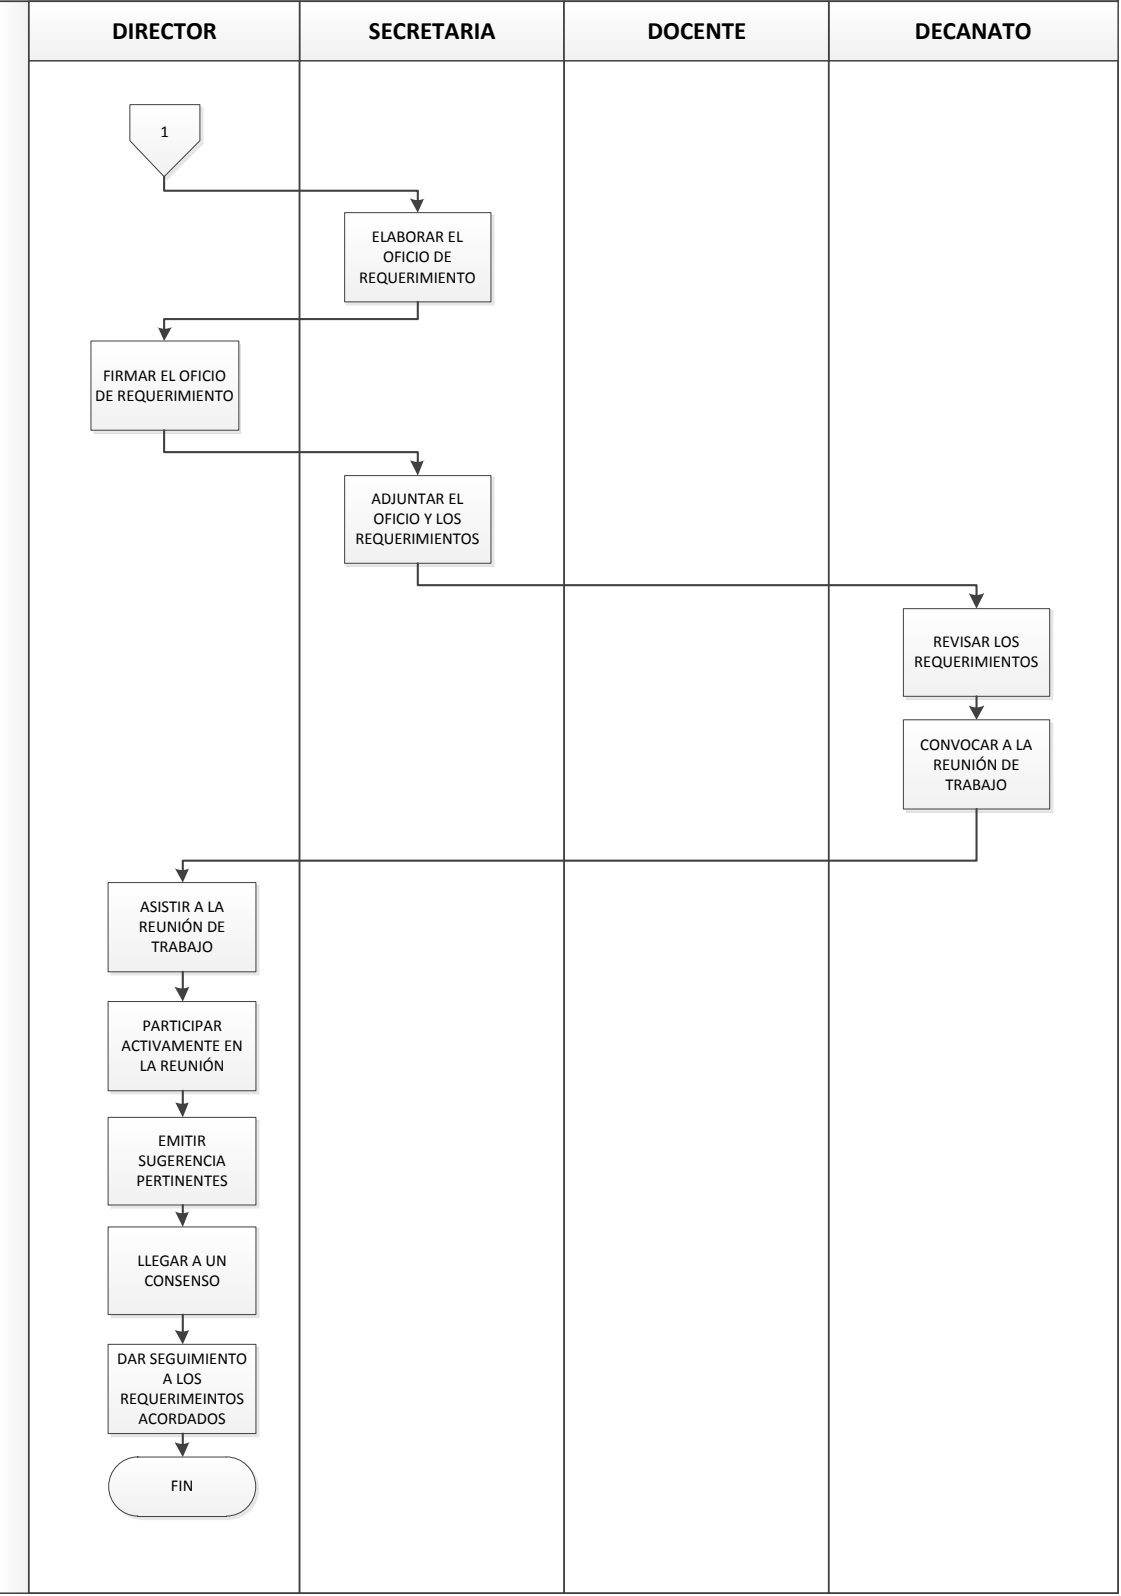 DIRECTOR SECRETARIA DOCENTE DECANATO
1
ELABORAR EL
OFICIO DE
REQUERIMIENTO
FIRMAR EL OFICIO
DE REQUERIMIENTO
ADJUNTAR EL
OFICIO Y LOS
REQUERIMIENTOS
REVISAR LOS
REQUERIMIENTOS
CONVOCAR A LA
REUNIÓN DE
TRABAJO
ASISTIR A LA
REUNIÓN DE
TRABAJO
PARTICIPAR
ACTIVAMENTE EN
LA REUNIÓN
EMITIR
SUGERENCIA
PERTINENTES
LLEGAR A UN
CONSENSO
DAR SEGUIMIENTO
A LOS
REQUERIMEINTOS
ACORDADOS
FIN